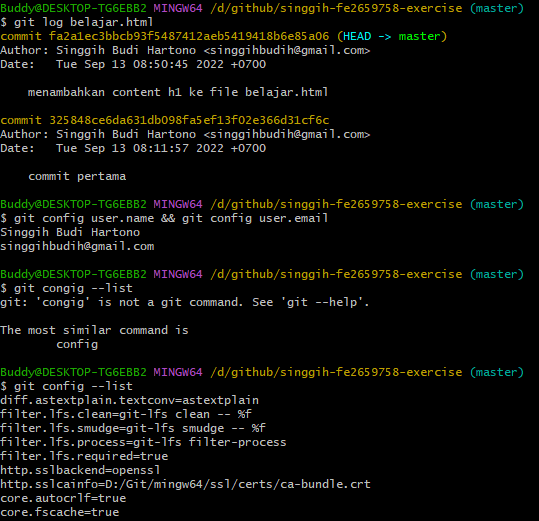 Buddy@DESKTOP-TG6EBB2 MINGW64 /d/github/singgih-fe2659758-exercise (master)
$ git log belajar.html
commit fa2a1ec3bbcb93f5487412aeb5419418b6e85a06 (HEAD -> master)
Author: Singgih Budi Hartono <singgihbudih@gmail.com>
Date:   Tue Sep 13 08:50:45 2022 +0700

    menambahkan content h1 ke file belajar.html

commit 325848ce6da631db098fa5ef13f02e366d31cf6c
Author: Singgih Budi Hartono <singgihbudih@gmail.com>
Date:   Tue Sep 13 08:11:57 2022 +0700

    commit pertama

Buddy@DESKTOP-TG6EBB2 MINGW64 /d/github/singgih-fe2659758-exercise (master)
$ git config user.name && git config user.email
Singgih Budi Hartono
singgihbudih@gmail.com

Buddy@DESKTOP-TG6EBB2 MINGW64 /d/github/singgih-fe2659758-exercise (master)
$ git congig --list
git: 'congig' is not a git command. See 'git --help'.

The most similar command is
        config

Buddy@DESKTOP-TG6EBB2 MINGW64 /d/github/singgih-fe2659758-exercise (master)
$ git config --list
diff.astextplain.textconv=astextplain
filter.lfs.clean=git-lfs clean -- %f
filter.lfs.smudge=git-lfs smudge -- %f
filter.lfs.process=git-lfs filter-process
filter.lfs.required=true
http.sslbackend=openssl
http.sslcainfo=D:/Git/mingw64/ssl/certs/ca-bundle.crt
core.autocrlf=true
core.fscache=true